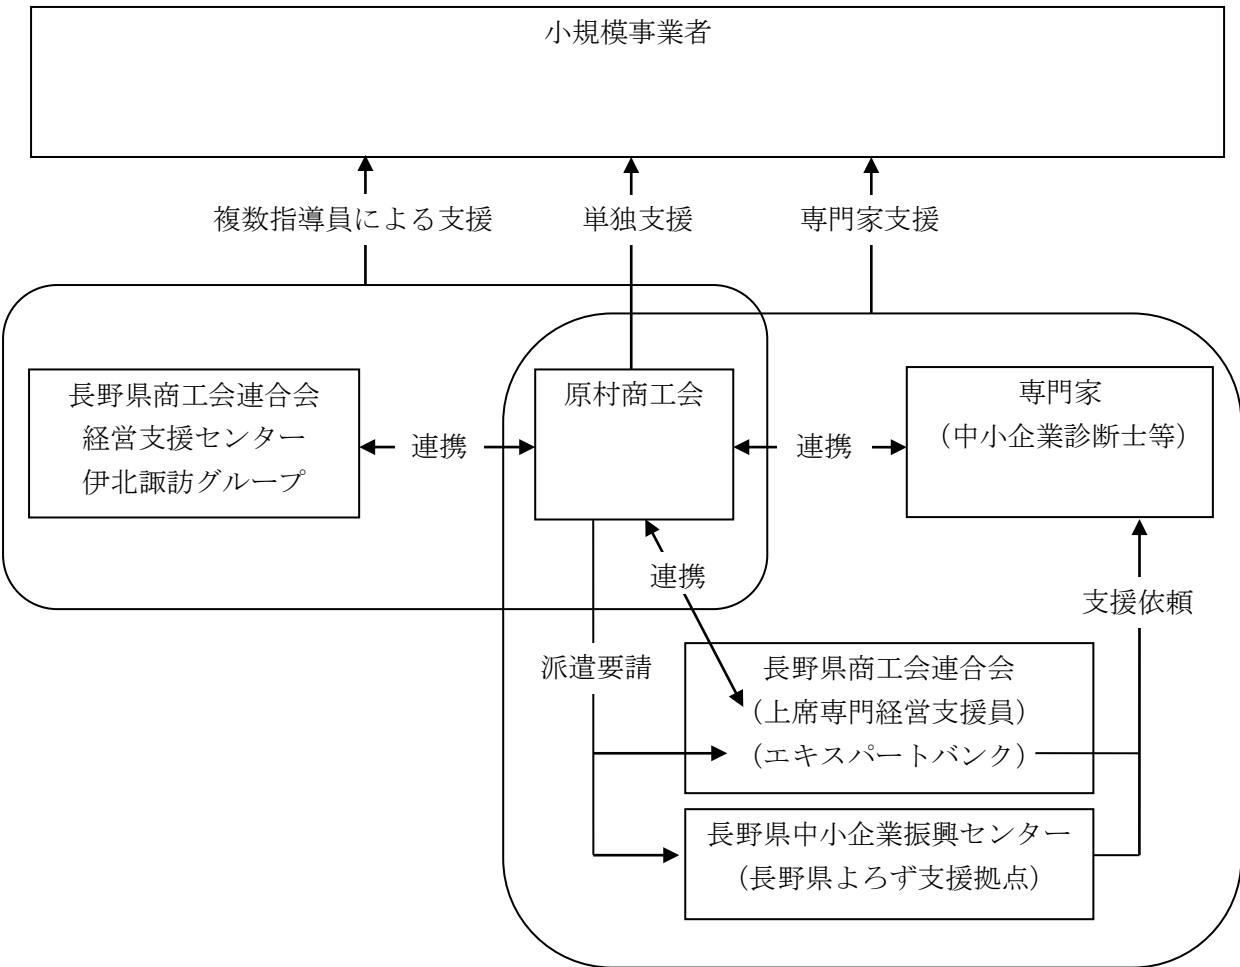 小規模事業者
複数指導員による支援
単独支援
専門家支援
長野県商工会連合会
経営支援センター
伊北諏訪グループ
連携
原村商工会
連携
専門家
（中小企業診断士等）
連携
支援依頼
派遣要請
長野県商工会連合会
（上席専門経営支援員）
（エキスパートバンク）
長野県中小企業振興センター
（長野県よろず支援拠点）